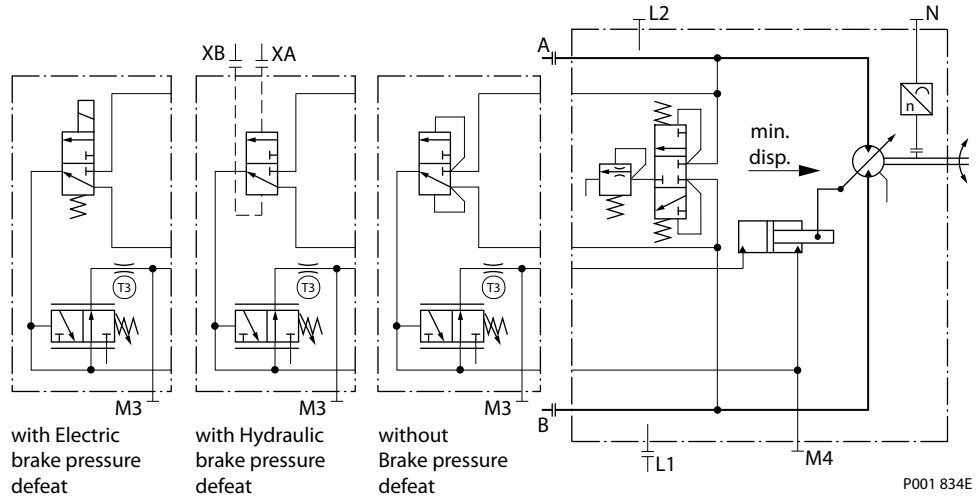 L2
N
XB
XA
A
n
min.
disp.
T3
T3
T3
M3
M3
M3
B
L1
M4
with Electric
brake pressure
defeat
with Hydraulic
brake pressure
defeat
without
Brake pressure
defeat
P001 834E